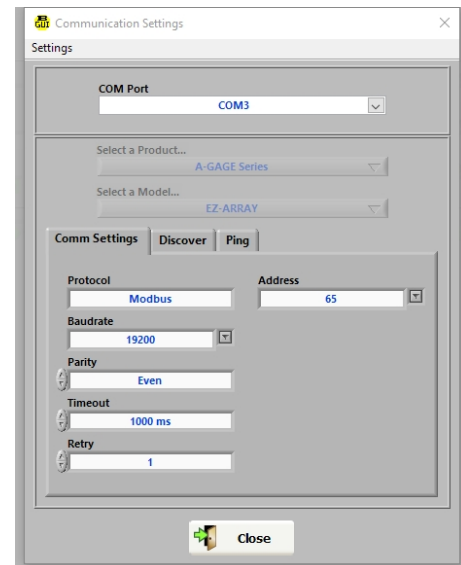 GUI Communication Settings
Settings
COM Port
COM3
Select a Product...
A-GAGE Series
Select a Model...
EZ-ARRAY
Comm Settings Discover Ping
Protocol Address
Modbus 65
Baudrate
19200
Parity
Even
Timeout
1000 ms
Retry
1
Close